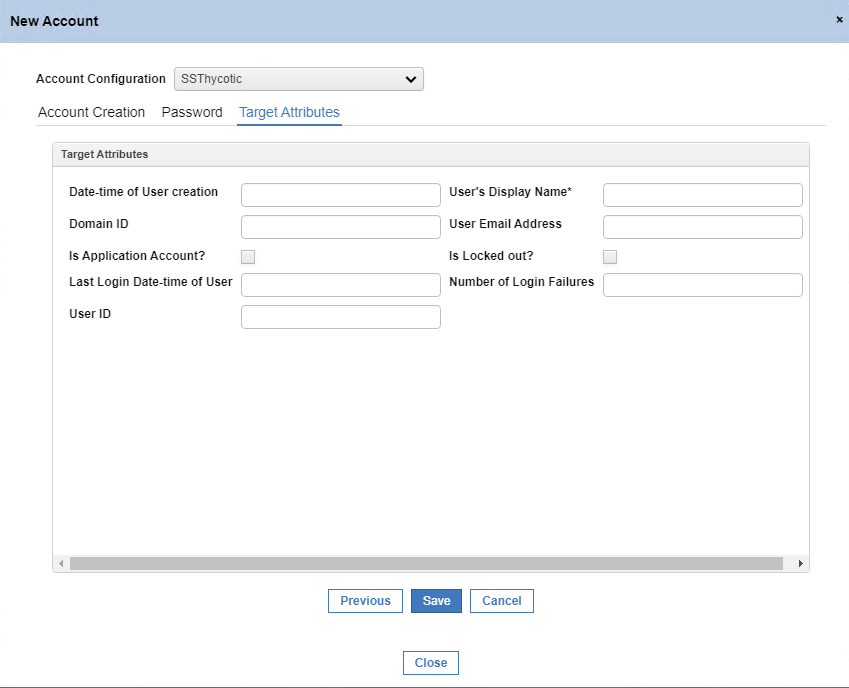 New Account
×
Account Configuration SSThycotic
Account Creation Password Target Attributes
Target Attributes
Date-time of User creation User's Display Name*
Domain ID User Email Address
Is Application Account? Is Locked out?
Last Login Date-time of User Number of Login Failures
User ID
Previous Save Cancel
Close